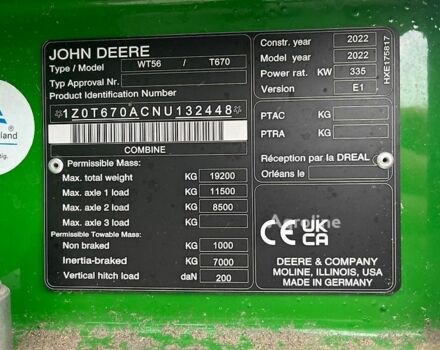 JOHN DEERE
Type / Model WT56 / T670
Typ Approval Nr.
Product Identification Number
*1Z0T670ACNU132448*
COMBINE
Permissible Mass:
Max. total weight KG 19200
Max. axle 1 load KG 11500
Max. axle 2 load KG 8500
Max. axle 3 load KG
Permissible Towable Mass:
Non braked KG 1000
Inertia-braked KG 7000
Vertical hitch load daN 200
Constr. year 2022
Model year 2022
Power rat. KW 335
Version E1
HXE175817
PTAC KG
PTRA KG
Réception par la DREAL
Orléans le
Agroline
CE UK CA
DEERE & COMPANY
MOLINE, ILLINOIS, USA
MADE IN GERMANY
land
tig.